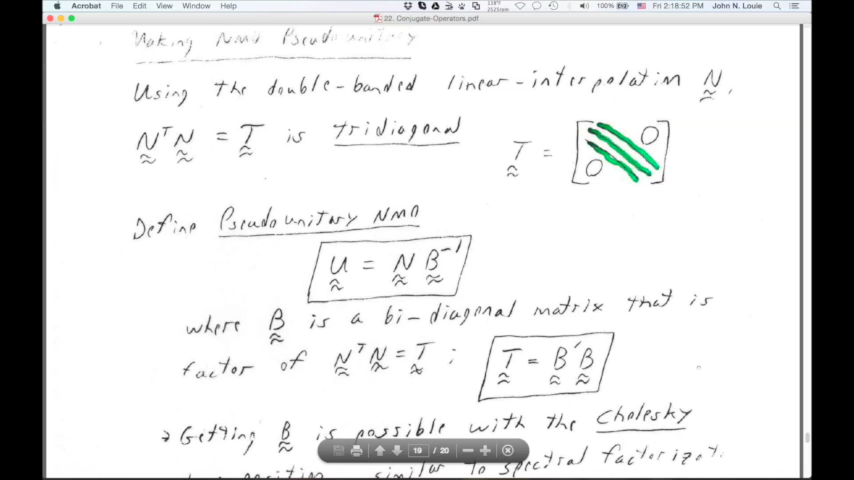 Acrobat File Edit View Window Help 100% Fri 2:18:52 John N. Louie
22. Conjugate-Operators.pdf
Making NMO Pseudounitary
Using the double-banded linear-interpolation N,
NᵀN = T is tridiagonal
T = [ 0 0 ]
Define Pseudounitary NMO
U = N B⁻¹
where B is a bi-diagonal matrix that is
factor of NᵀN = T ; T = B'B
→ Getting B is possible with the Cholesky
19 / 20
similar to spectral factorizat